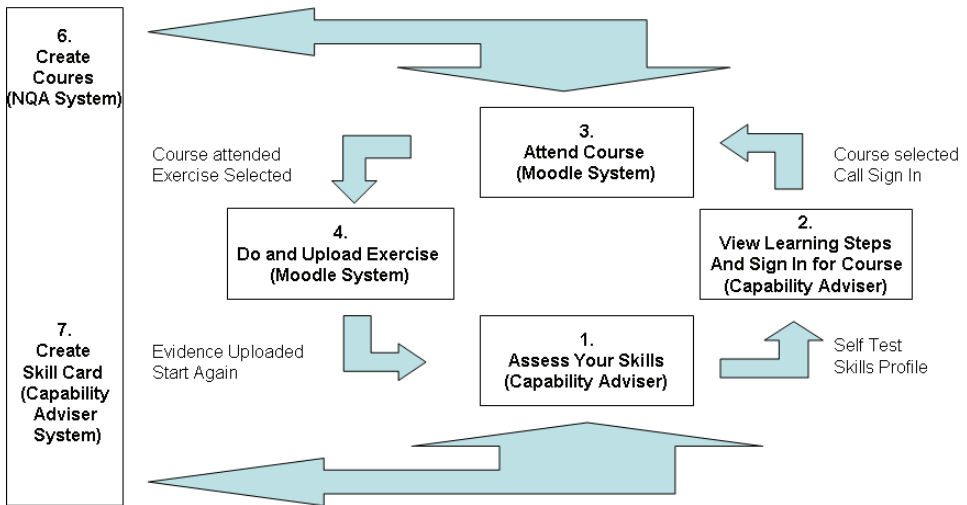 6.
Create
Coures
(NQA System)
7.
Create
Skill Card
(Capability
Adviser
System)
3.
Attend Course
(Moodle System)
Course attended
Exercise Selected
Course selected
Call Sign In
4.
Do and Upload Exercise
(Moodle System)
2.
View Learning Steps
And Sign In for Course
(Capability Adviser)
Evidence Uploaded
Start Again
1.
Assess Your Skills
(Capability Adviser)
Self Test
Skills Profile